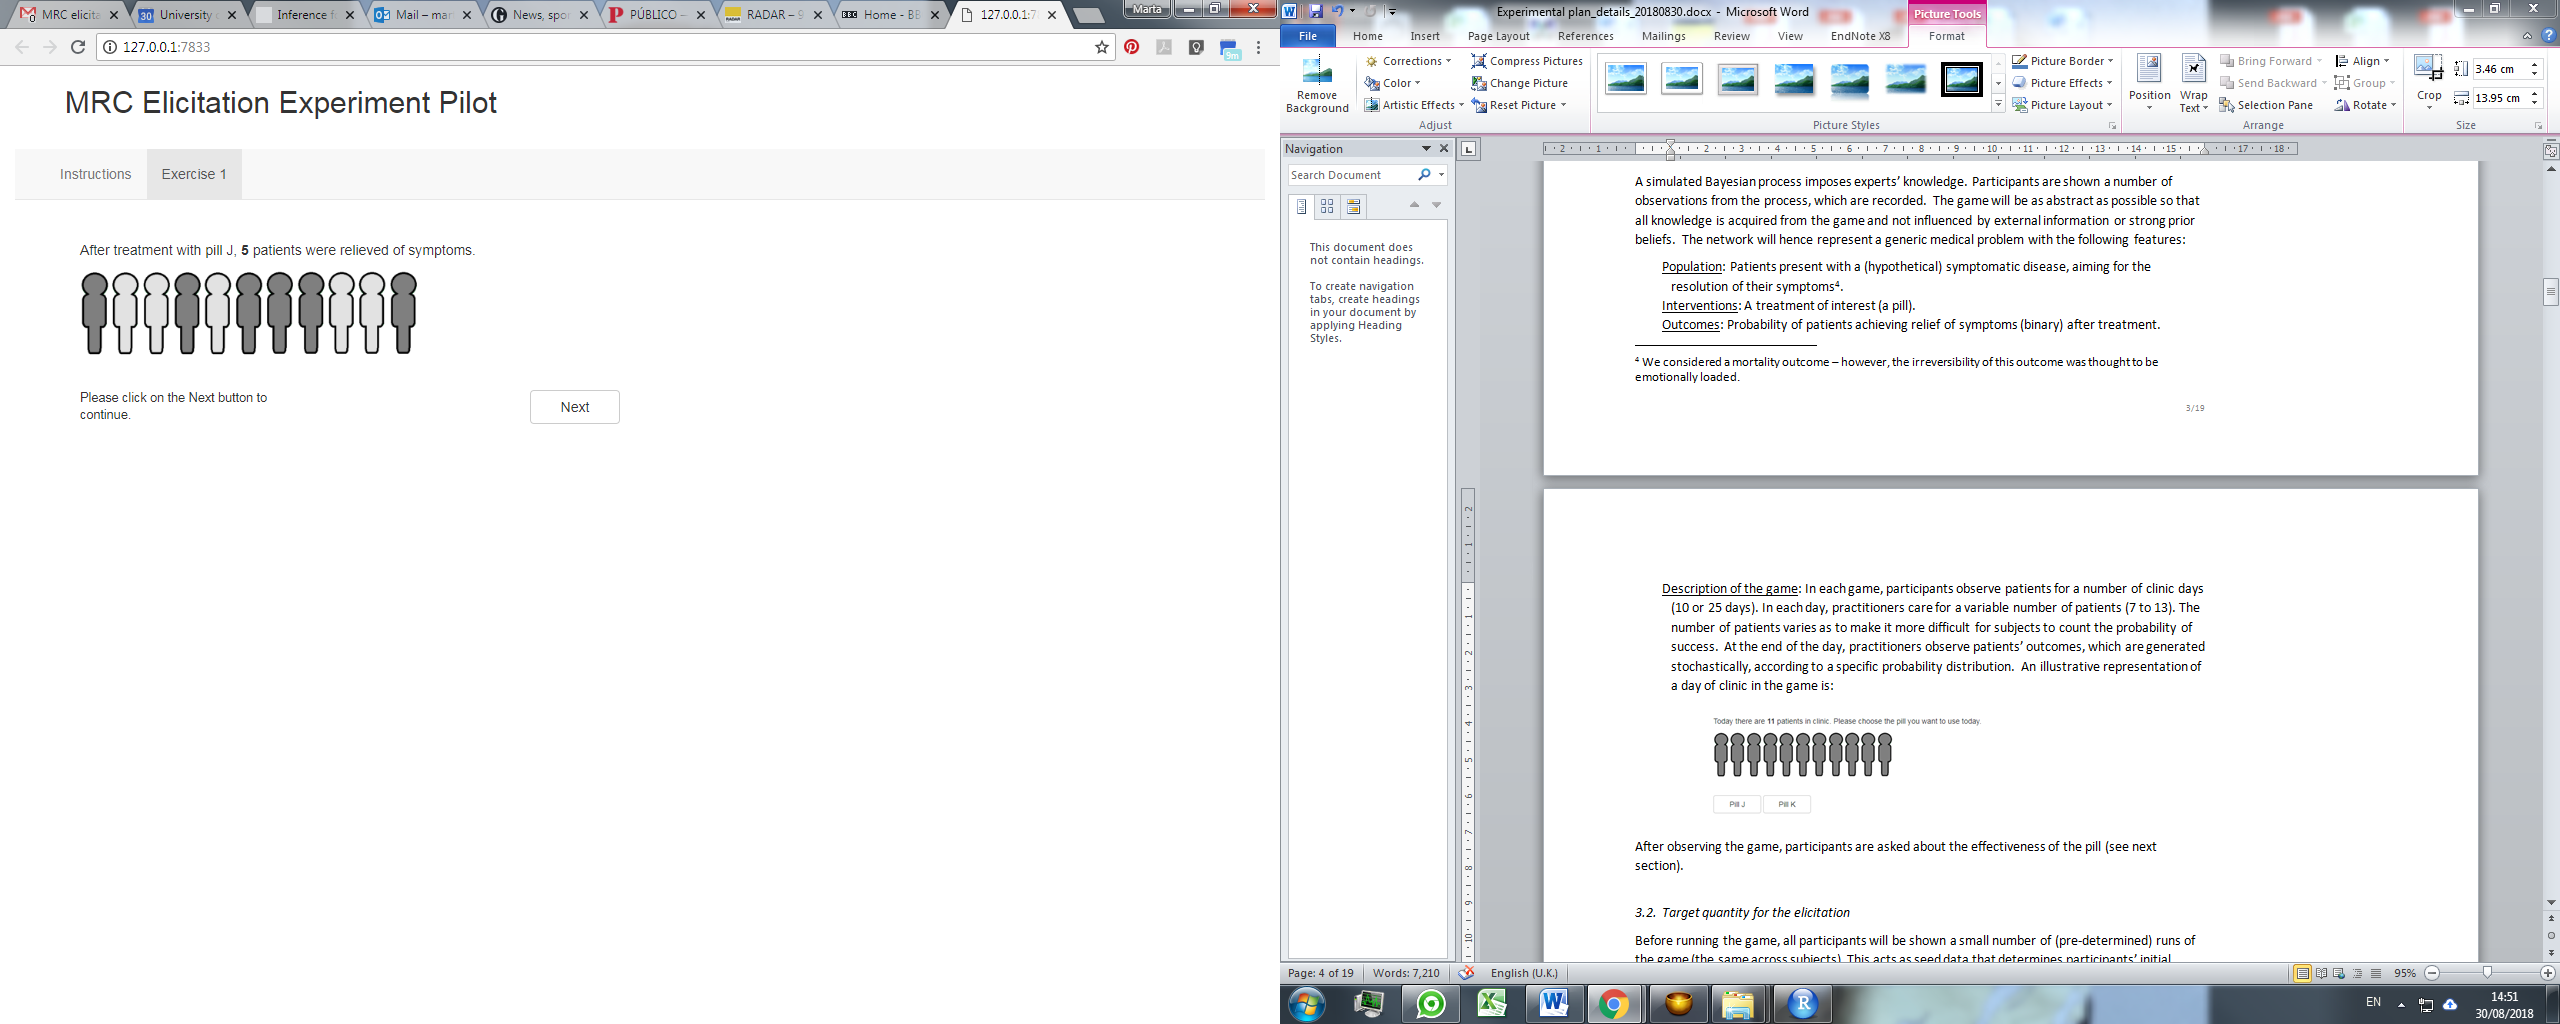 MRC elicita
University
Inference f
Mail – mar
News, spor
PÚBLICO –
RADAR – 9
Home - BB
127.0.0.1:7
Marta
127.0.0.1:7833
MRC Elicitation Experiment Pilot
Instructions
Exercise 1
After treatment with pill J, 5 patients were relieved of symptoms.
Please click on the Next button to
continue.
Next
Experimental plan_details_20180830.docx - Microsoft Word
Picture Tools
File
Home
Insert
Page Layout
References
Mailings
Review
View
EndNote X8
Format
Remove
Background
Corrections
Color
Artistic Effects
Compress Pictures
Change Picture
Reset Picture
Adjust
Picture Styles
Picture Border
Picture Effects
Picture Layout
Position
Wrap
Text
Bring Forward
Send Backward
Selection Pane
Align
Group
Rotate
Arrange
Crop
3.46 cm
13.95 cm
Size
Navigation
Search Document
This document does
not contain headings.
To create navigation
tabs, create headings
in your document by
applying Heading
Styles.
A simulated Bayesian process imposes experts’ knowledge. Participants are shown a number of
observations from the process, which are recorded. The game will be as abstract as possible so that
all knowledge is acquired from the game and not influenced by external information or strong prior
beliefs. The network will hence represent a generic medical problem with the following features:
Population: Patients present with a (hypothetical) symptomatic disease, aiming for the
resolution of their symptoms⁴.
Interventions: A treatment of interest (a pill).
Outcomes: Probability of patients achieving relief of symptoms (binary) after treatment.
⁴ We considered a mortality outcome – however, the irreversibility of this outcome was thought to be
emotionally loaded.
3/19
Description of the game: In each game, participants observe patients for a number of clinic days
(10 or 25 days). In each day, practitioners care for a variable number of patients (7 to 13). The
number of patients varies as to make it more difficult for subjects to count the probability of
success. At the end of the day, practitioners observe patients’ outcomes, which are generated
stochastically, according to a specific probability distribution. An illustrative representation of
a day of clinic in the game is:
Today there are 11 patients in clinic. Please choose the pill you want to use today.
Pill J
Pill K
After observing the game, participants are asked about the effectiveness of the pill (see next
section).
3.2. Target quantity for the elicitation
Before running the game, all participants will be shown a small number of (pre-determined) runs of
the game (the same across subjects). This acts as seed data that determines participants’ initial
Page: 4 of 19
Words: 7,210
English (U.K.)
95%
EN
14:51
30/08/2018